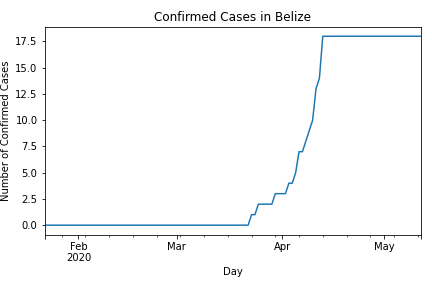 Confirmed Cases in Belize
Number of Confirmed Cases
17.5
15.0
12.5
10.0
7.5
5.0
2.5
0.0
Feb
2020
Mar
Apr
May
Day